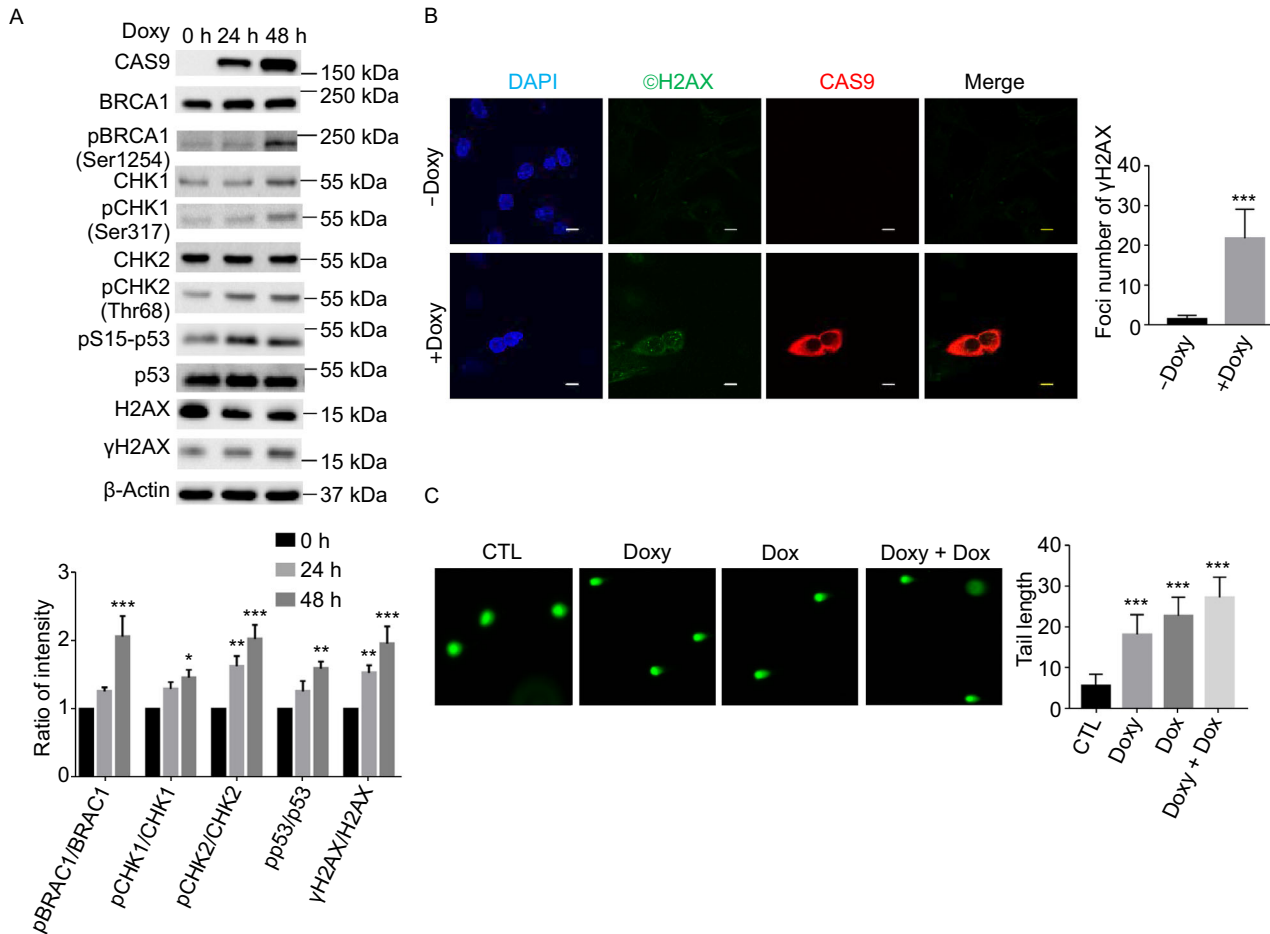 A
Doxy 0 h 24 h 48 h
CAS9
150 kDa
BRCA1
250 kDa
pBRCA1
(Ser1254)
250 kDa
CHK1
55 kDa
pCHK1
(Ser317)
55 kDa
CHK2
55 kDa
pCHK2
(Thr68)
55 kDa
pS15-p53
55 kDa
p53
55 kDa
H2AX
15 kDa
γH2AX
15 kDa
β-Actin
37 kDa
0 h
24 h
48 h
Ratio of intensity
3
2
1
0
***
*
**
***
**
**
***
pBRAC1/BRAC1
pCHK1/CHK1
pCHK2/CHK2
pp53/p53
γH2AX/H2AX
B
DAPI ©H2AX CAS9 Merge
−Doxy
+Doxy
Foci number of γH2AX
40
30
20
10
0
***
−Doxy
+Doxy
C
CTL Doxy Dox Doxy + Dox
Tail length
40
30
20
10
0
***
***
***
CTL
Doxy
Dox
Doxy + Dox